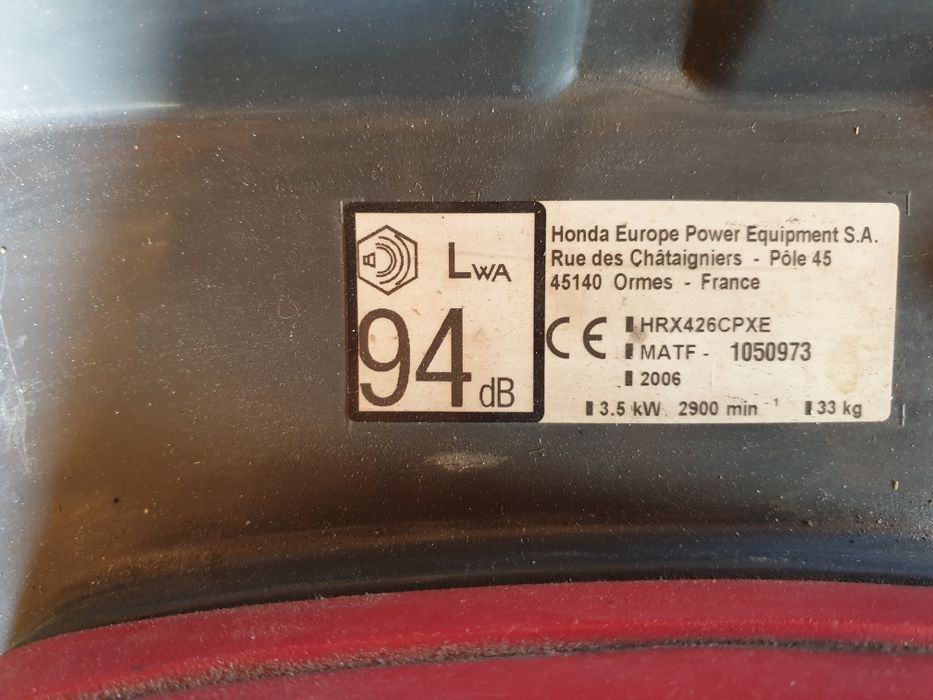 LWA
94 dB
Honda Europe Power Equipment S.A.
Rue des Châtaigniers - Pôle 45
45140 Ormes - France
CE
HRX426CPXE
MATF - 1050973
2006
3.5 kW 2900 min ¹ 33 kg